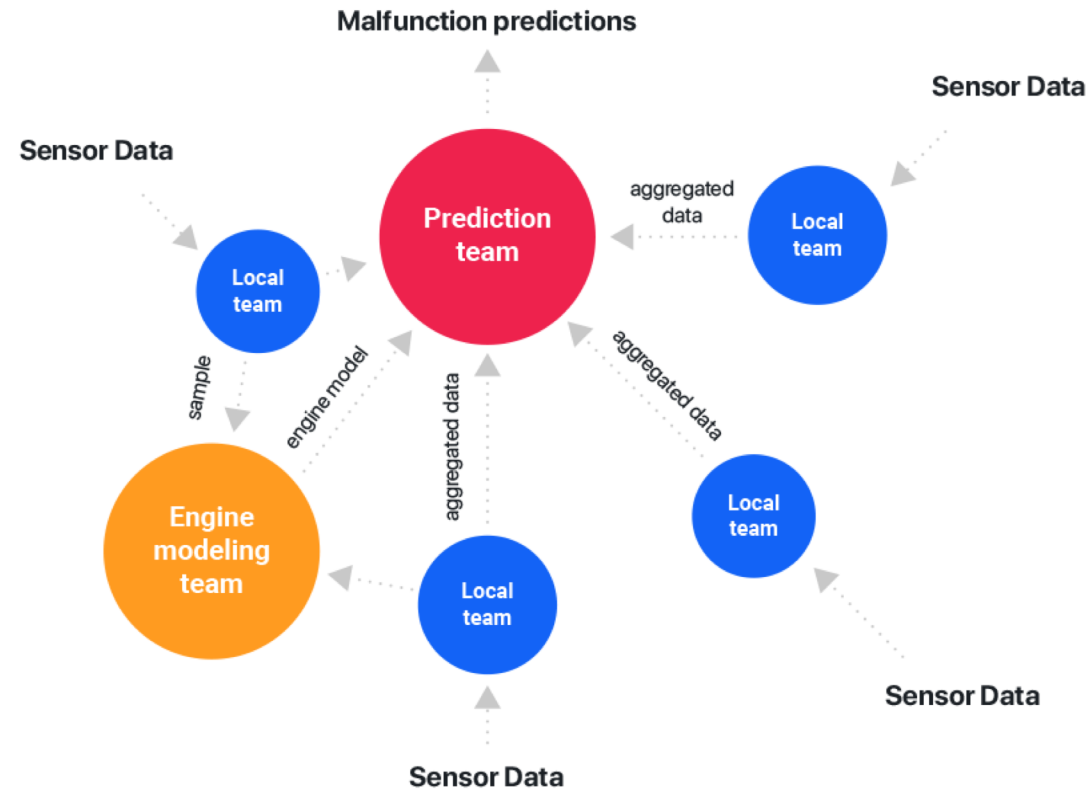 Malfunction predictions
Sensor Data
Sensor Data
Prediction
team
aggregated
data
Local
team
Local
team
sample
engine model
aggregated data
aggregated data
Engine
modeling
team
Local
team
Local
team
Sensor Data
Sensor Data